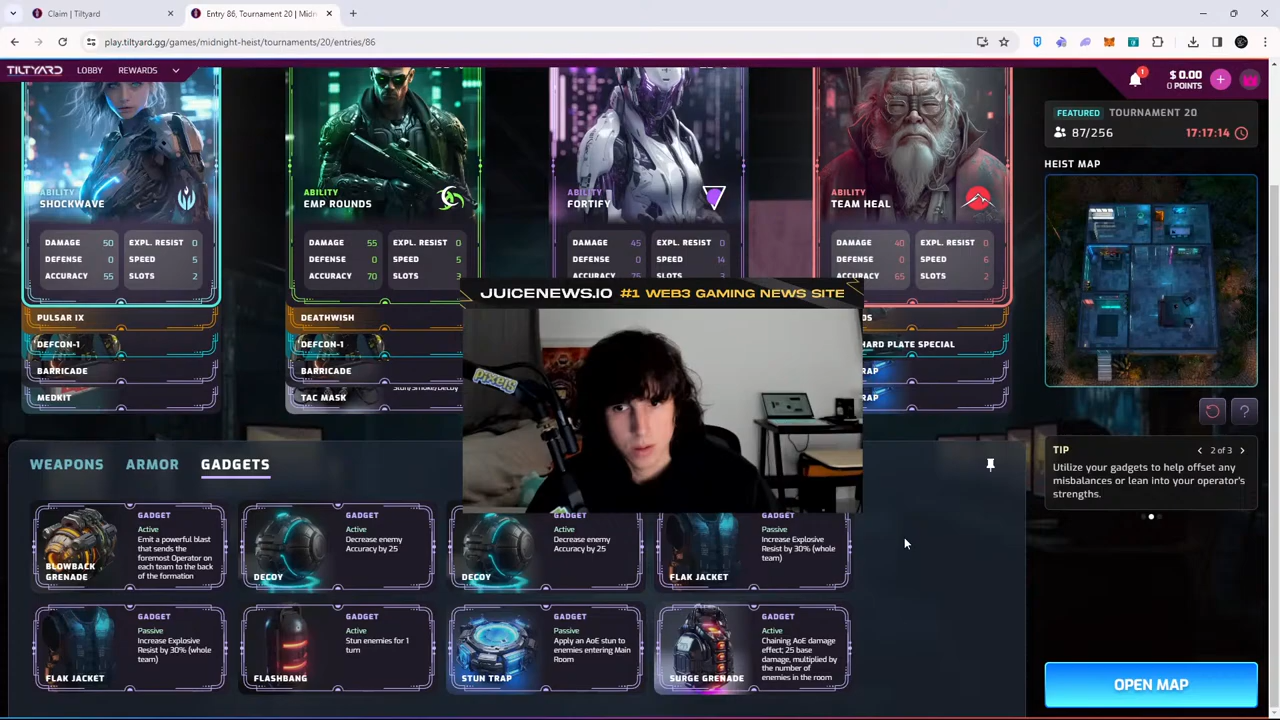 Claim | Tiltyard
Entry 86, Tournament 20 | Midn
play.tiltyard.gg/games/midnight-heist/tournaments/20/entries/86
TILTYARD
LOBBY
REWARDS
1
$ 0.00
0 POINTS
ABILITY
SHOCKWAVE
DAMAGE 50
EXPL. RESIST 0
DEFENSE 0
SPEED 5
ACCURACY 55
SLOTS 2
PULSAR IX
DEFCON-1
BARRICADE
MEDKIT
ABILITY
EMP ROUNDS
DAMAGE 55
EXPL. RESIST 0
DEFENSE 0
SPEED 5
ACCURACY 70
SLOTS 3
DEATHWISH
DEFCON-1
BARRICADE
Stun/Smoke/Decoy
TAC MASK
ABILITY
FORTIFY
DAMAGE 45
EXPL. RESIST 0
DEFENSE 0
SPEED 14
ACCURACY 75
SLOTS
ABILITY
TEAM HEAL
DAMAGE 40
EXPL. RESIST 0
DEFENSE 0
SPEED 6
ACCURACY 65
SLOTS 2
HARD PLATE SPECIAL
JUICENEWS.IO #1 WEB3 GAMING NEWS SITE
FEATURED TOURNAMENT 20
87/256
17:17:14
HEIST MAP
?
TIP
2 of 3
Utilize your gadgets to help offset any
misbalances or lean into your operator's
strengths.
WEAPONS
ARMOR
GADGETS
BLOWBACK
GRENADE
GADGET
Active
Emit a powerful blast
that sends the
foremost Operator on
each team to the back
of the formation
DECOY
GADGET
Active
Decrease enemy
Accuracy by 25
DECOY
GADGET
Active
Decrease enemy
Accuracy by 25
FLAK JACKET
GADGET
Passive
Increase Explosive
Resist by 30% (whole
team)
FLAK JACKET
GADGET
Passive
Increase Explosive
Resist by 30% (whole
team)
FLASHBANG
GADGET
Active
Stun enemies for 1
turn
STUN TRAP
GADGET
Passive
Apply an AoE stun to
enemies entering Main
Room
SURGE GRENADE
GADGET
Active
Chaining AoE damage
effect; 25 base
damage, multiplied by
the number of
enemies in the room
OPEN MAP